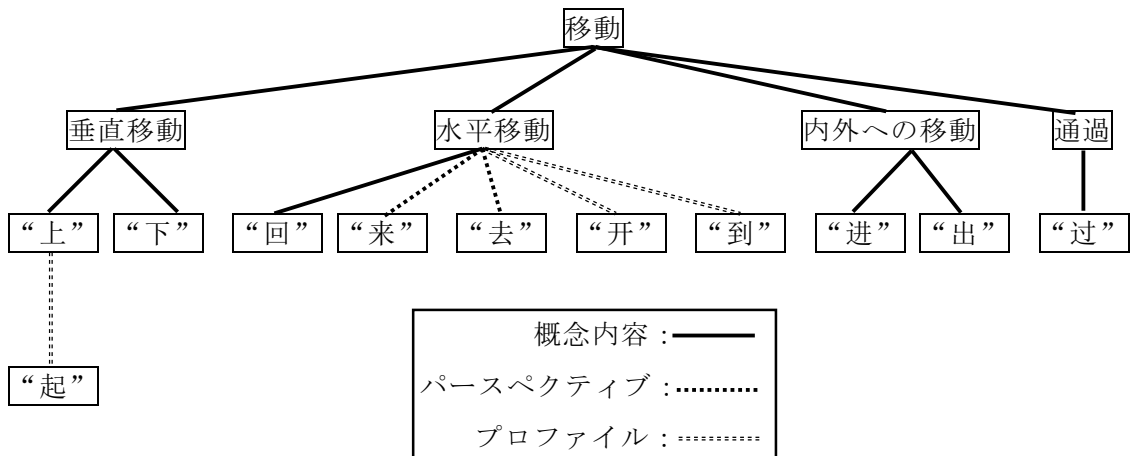 移動
垂直移動 水平移動 内外への移動 通過
“上” “下” “回” “来” “去” “开” “到” “进” “出” “过”
“起”
概念内容：
パースペクティブ：
プロファイル：